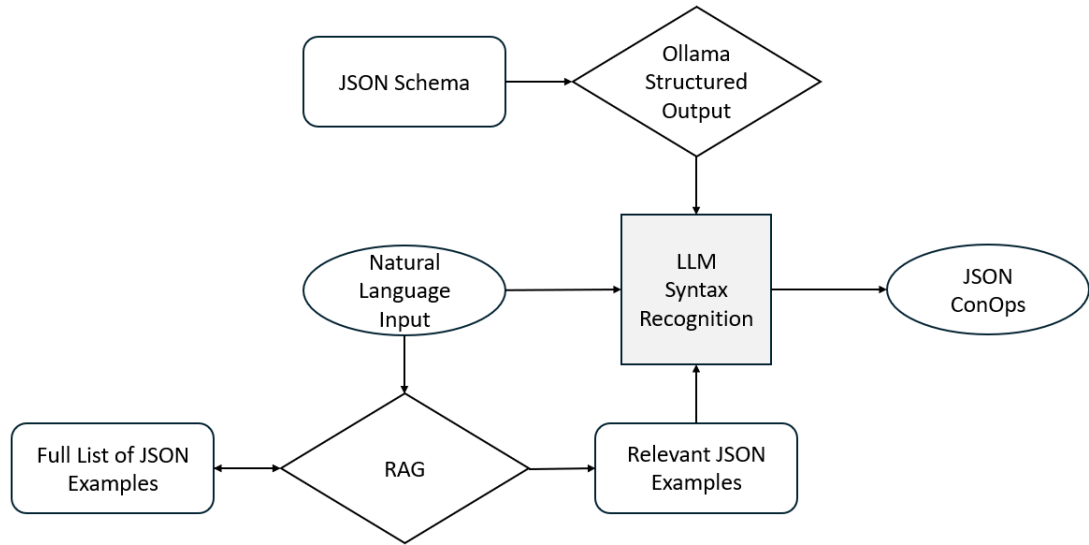 JSON Schema
Ollama
Structured
Output
Natural
Language
Input
LLM
Syntax
Recognition
JSON
ConOps
Full List of JSON
Examples
RAG
Relevant JSON
Examples